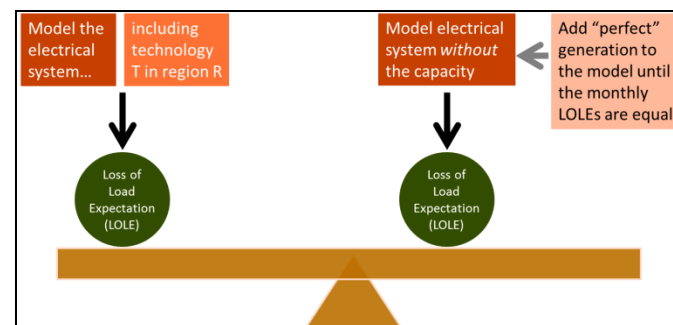 Model the
electrical
system…
including
technology
T in region R
Model electrical
system without
the capacity
Add “perfect”
generation to
the model until
the monthly
LOLEs are equal
Loss of
Load
Expectation
(LOLE)
Loss of
Load
Expectation
(LOLE)